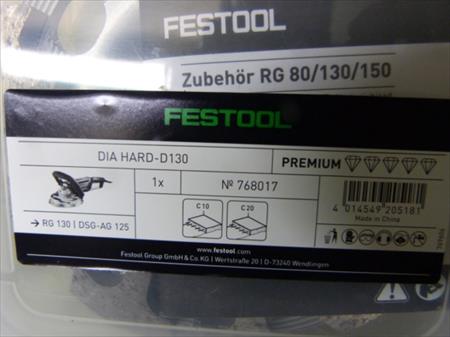 FESTOOL
Zubehör RG 80/130/150
FESTOOL
DIA HARD-D130
PREMIUM
1x
Nº 768017
C 10
C 20
→ RG 130 | DSG-AG 125
4 014549 205181
Made in China
www.festool.com
Festool Group GmbH & Co. KG | Wertstraße 20 | D-73240 Wendlingen